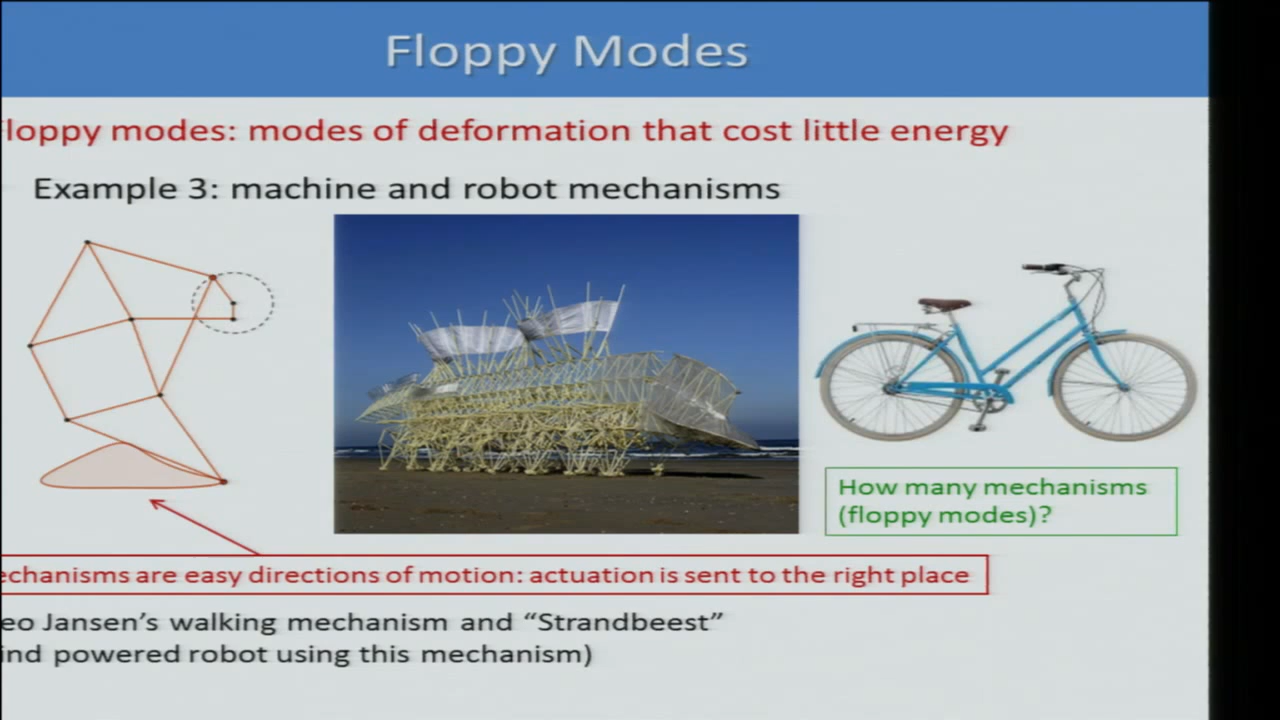 Floppy Modes
loppy modes: modes of deformation that cost little energy
Example 3: machine and robot mechanisms
How many mechanisms
(floppy modes)?
echanisms are easy directions of motion: actuation is sent to the right place
eo Jansen's walking mechanism and “Strandbeest”
ind powered robot using this mechanism)